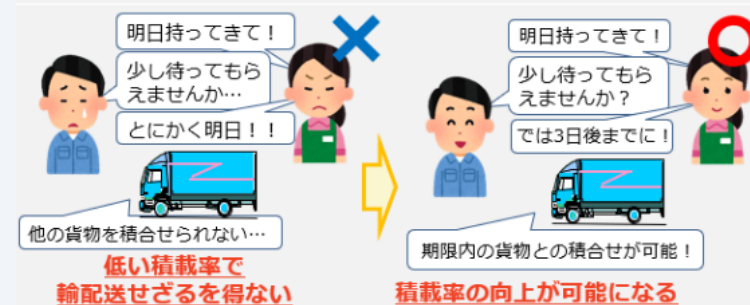 明日持ってきて！
少し待ってもら
えませんか…
とにかく明日！！
他の貨物を積合せられない…
低い積載率で
輸配送せざるを得ない
明日持ってきて！
少し待ってもら
えませんか？
では3日後までに！
期限内の貨物との積合せが可能！
積載率の向上が可能になる